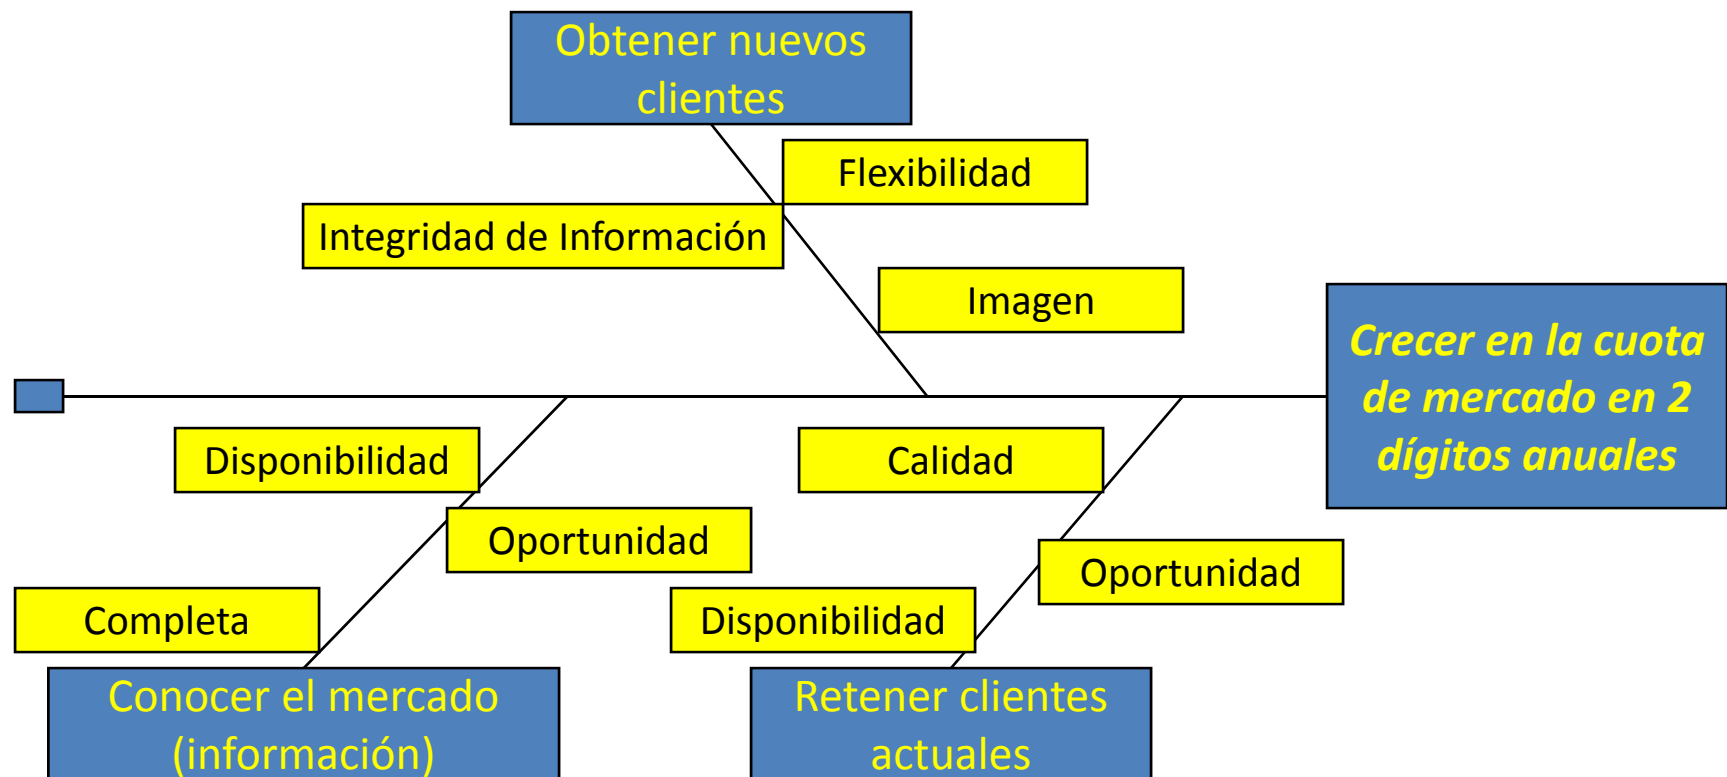 Obtener nuevos
clientes
Flexibilidad
Integridad de Información
Imagen
Crecer en la cuota
de mercado en 2
dígitos anuales
Disponibilidad
Calidad
Oportunidad
Oportunidad
Completa
Disponibilidad
Conocer el mercado
(información)
Retener clientes
actuales